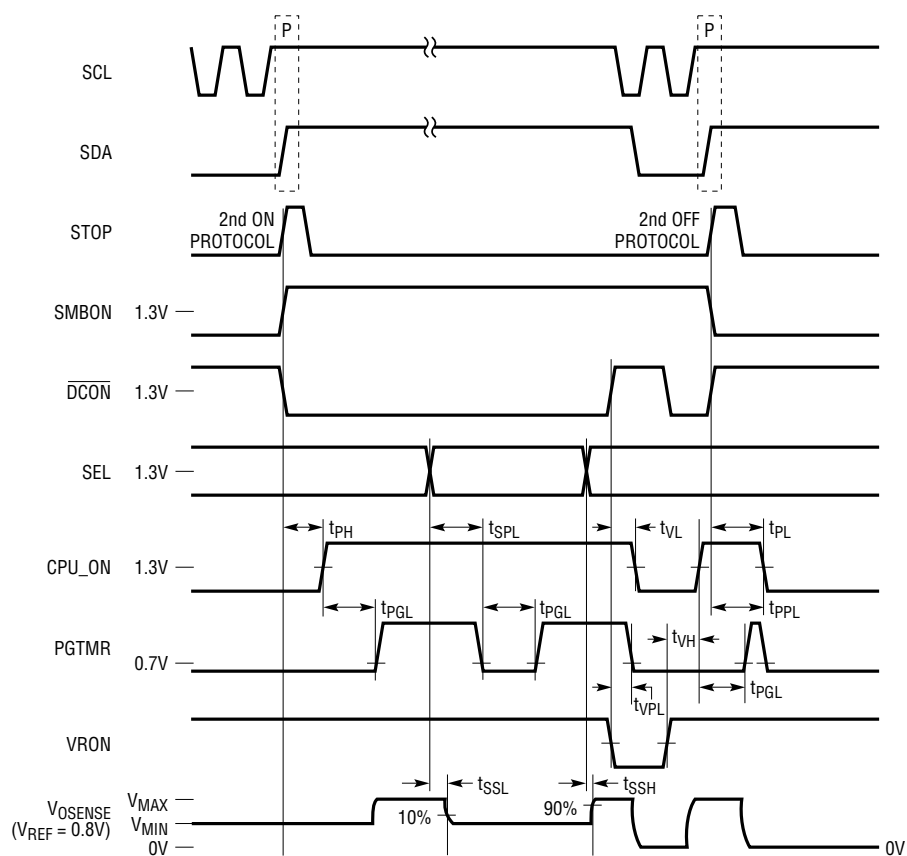 P P
SCL
SDA
STOP
2nd ON
PROTOCOL
2nd OFF
PROTOCOL
SMBON 1.3V
DCON 1.3V
SEL 1.3V
tPH tSPL tVL tPL
CPU_ON 1.3V
tPGL tPGL tPPL
PGTMR
tVH
0.7V
tPGL
tVPL
VRON
tSSL tSSH
VMAX
VOSENSE
(VREF = 0.8V)
10% 90%
VMIN
0V 0V